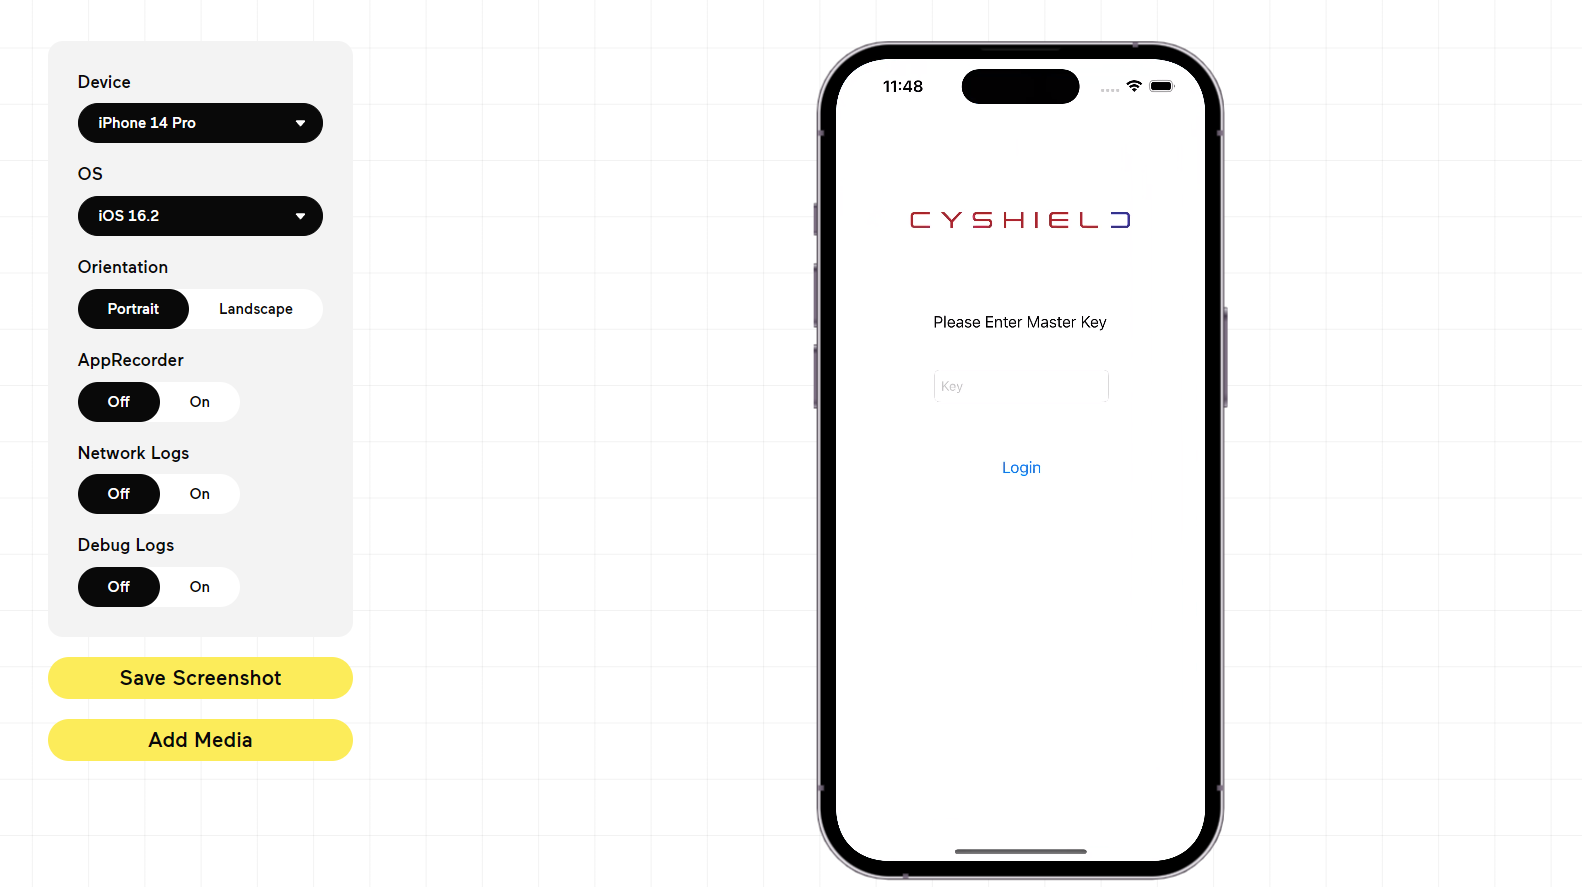 Device
iPhone 14 Pro
OS
iOS 16.2
Orientation
Portrait Landscape
AppRecorder
Off On
Network Logs
Off On
Debug Logs
Off On
Save Screenshot
Add Media
11:48
CYSHIELD
Please Enter Master Key
Key
Login